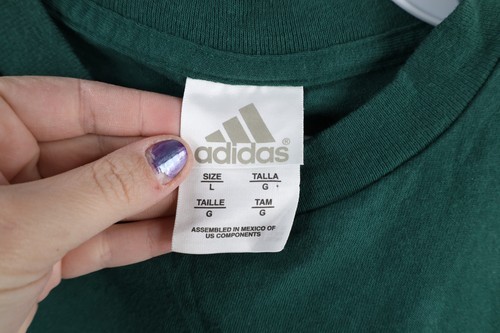 adidas®
SIZE TALLA
L G
TAILLE TAM
G G
ASSEMBLED IN MEXICO OF
US COMPONENTS